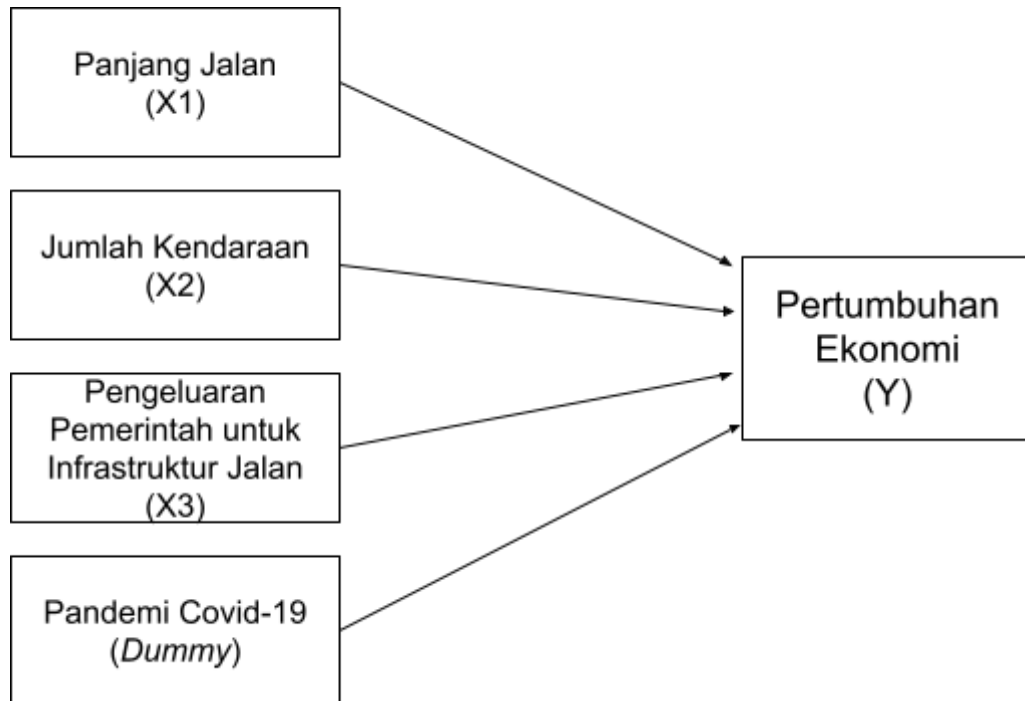 Panjang Jalan
(X1)
Jumlah Kendaraan
(X2)
Pengeluaran
Pemerintah untuk
Infrastruktur Jalan
(X3)
Pandemi Covid-19
(Dummy)
Pertumbuhan
Ekonomi
(Y)